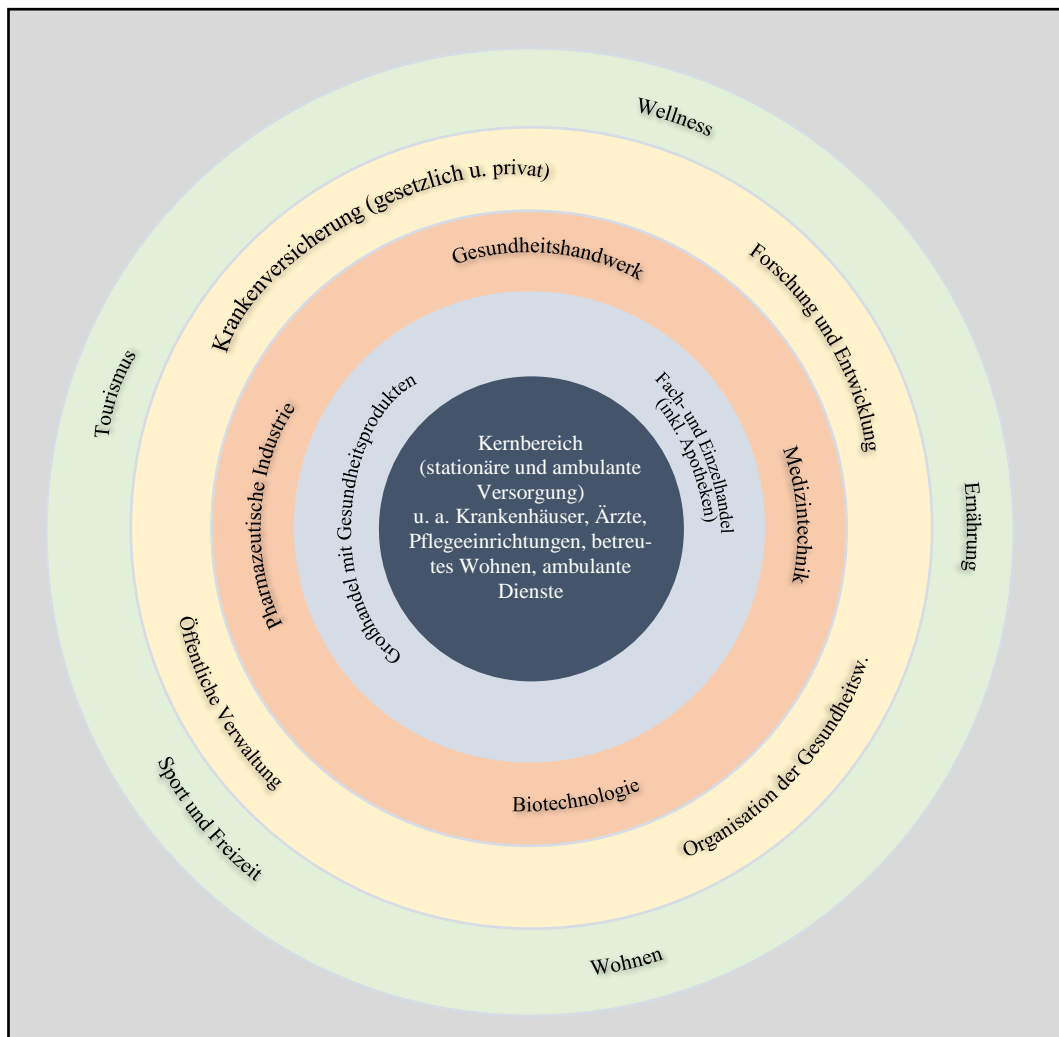 Wellness
Krankenversicherung (gesetzlich u. privat)
Gesundheitshandwerk
Forschung und Entwicklung
Tourismus
Großhandel mit Gesundheitsprodukten
Fach- und Einzelhandel
(inkl. Apotheken)
Pharmazeutische Industrie
Kernbereich
(stationäre und ambulante
Versorgung)
u. a. Krankenhäuser, Ärzte,
Pflegeeinrichtungen, betreu-
tes Wohnen, ambulante
Dienste
Medizintechnik
Ernährung
Öffentliche Verwaltung
Organisation der Gesundheitsw.
Sport und Freizeit
Biotechnologie
Wohnen